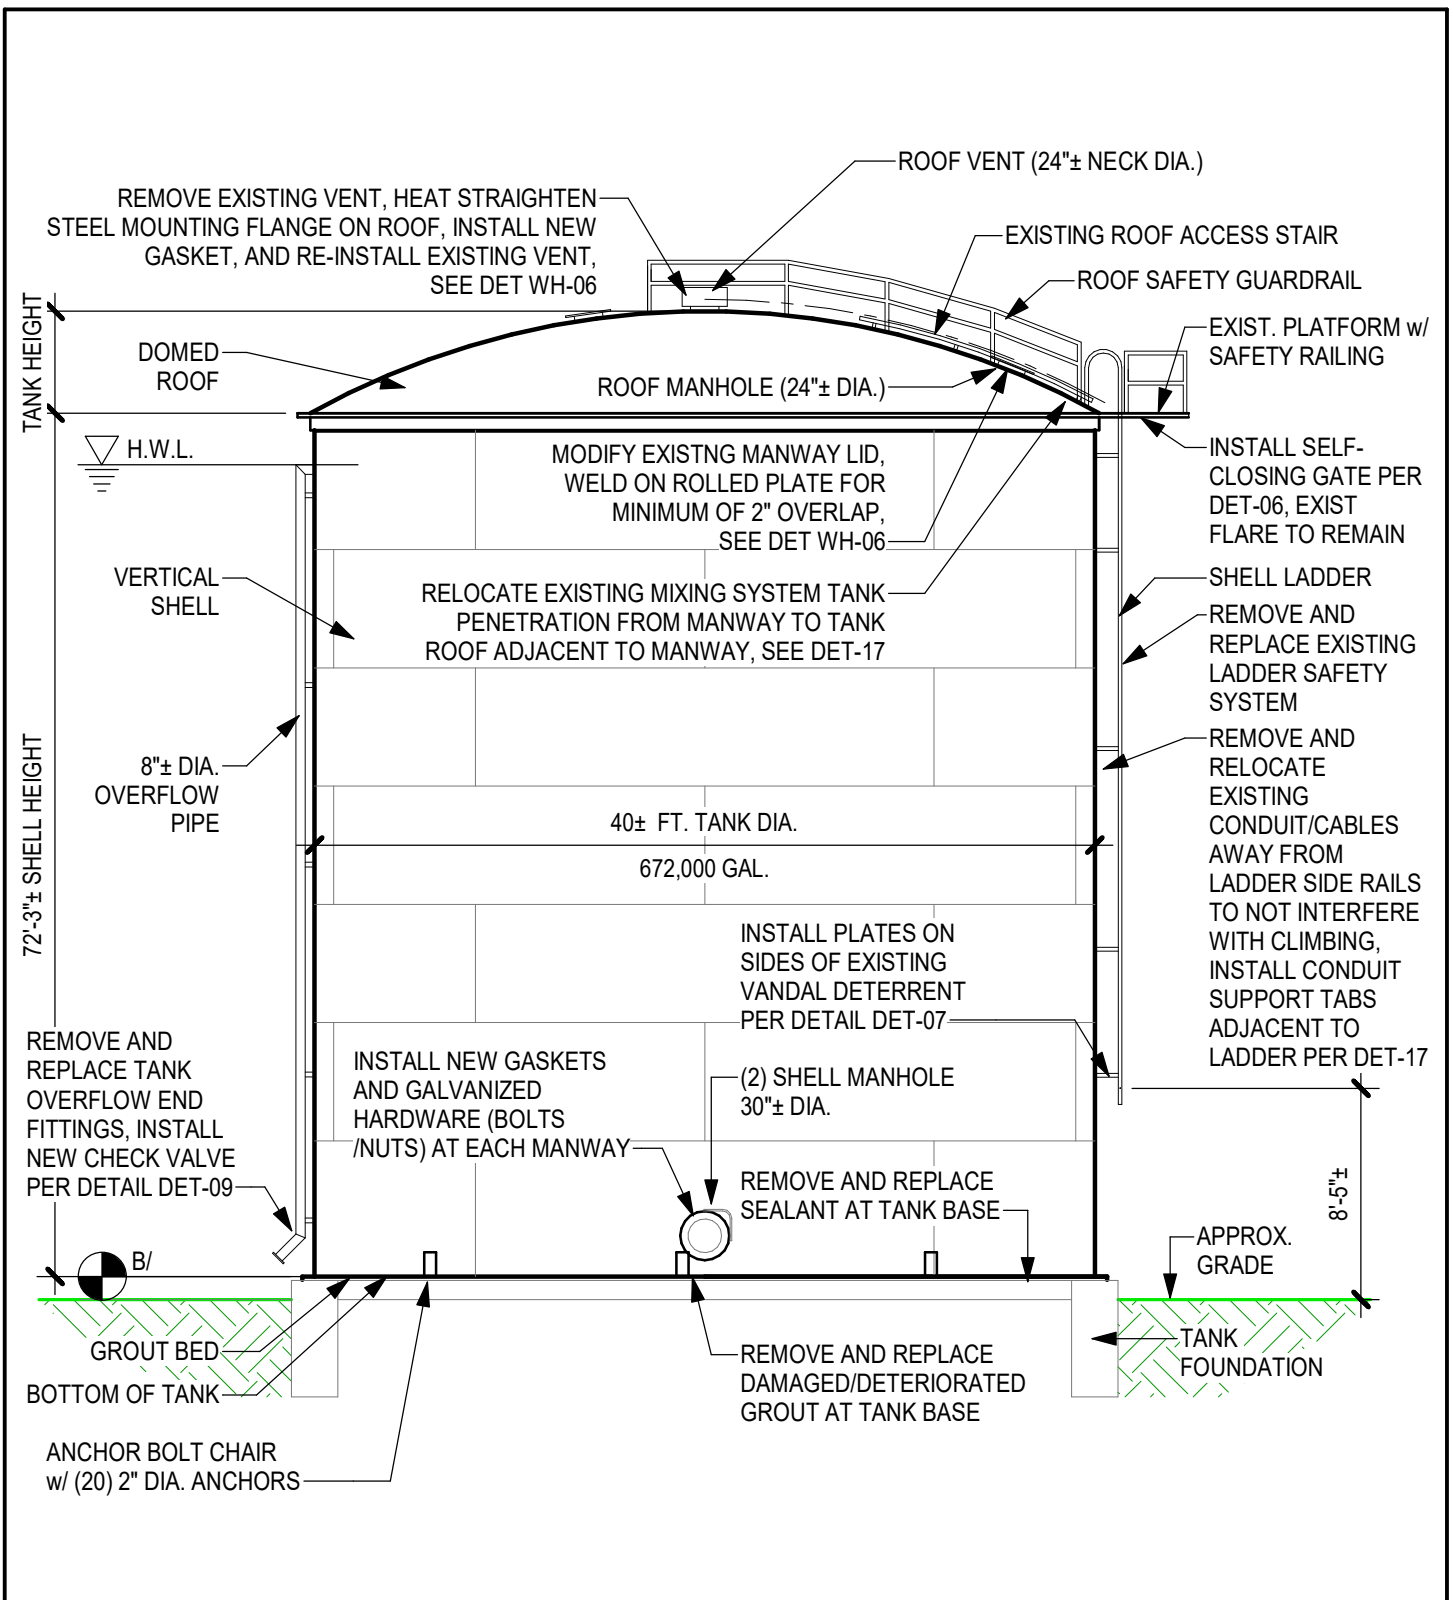 ROOF VENT (24"± NECK DIA.)
REMOVE EXISTING VENT, HEAT STRAIGHTEN
STEEL MOUNTING FLANGE ON ROOF, INSTALL NEW
GASKET, AND RE-INSTALL EXISTING VENT,
SEE DET WH-06
EXISTING ROOF ACCESS STAIR
ROOF SAFETY GUARDRAIL
EXIST. PLATFORM w/
SAFETY RAILING
TANK HEIGHT
DOMED
ROOF
ROOF MANHOLE (24"± DIA.)
H.W.L.
MODIFY EXISTNG MANWAY LID,
WELD ON ROLLED PLATE FOR
MINIMUM OF 2" OVERLAP,
SEE DET WH-06
INSTALL SELF-
CLOSING GATE PER
DET-06, EXIST
FLARE TO REMAIN
VERTICAL
SHELL
RELOCATE EXISTING MIXING SYSTEM TANK
PENETRATION FROM MANWAY TO TANK
ROOF ADJACENT TO MANWAY, SEE DET-17
SHELL LADDER
REMOVE AND
REPLACE EXISTING
LADDER SAFETY
SYSTEM
72'-3"± SHELL HEIGHT
8"± DIA.
OVERFLOW
PIPE
REMOVE AND
RELOCATE
EXISTING
CONDUIT/CABLES
AWAY FROM
LADDER SIDE RAILS
TO NOT INTERFERE
WITH CLIMBING,
INSTALL CONDUIT
SUPPORT TABS
ADJACENT TO
LADDER PER DET-17
40± FT. TANK DIA.
672,000 GAL.
INSTALL PLATES ON
SIDES OF EXISTING
VANDAL DETERRENT
PER DETAIL DET-07
REMOVE AND
REPLACE TANK
OVERFLOW END
FITTINGS, INSTALL
NEW CHECK VALVE
PER DETAIL DET-09
INSTALL NEW GASKETS
AND GALVANIZED
HARDWARE (BOLTS
/NUTS) AT EACH MANWAY
(2) SHELL MANHOLE
30"± DIA.
REMOVE AND REPLACE
SEALANT AT TANK BASE
8'-5"±
APPROX.
GRADE
B/
GROUT BED
BOTTOM OF TANK
REMOVE AND REPLACE
DAMAGED/DETERIORATED
GROUT AT TANK BASE
TANK
FOUNDATION
ANCHOR BOLT CHAIR
w/ (20) 2" DIA. ANCHORS